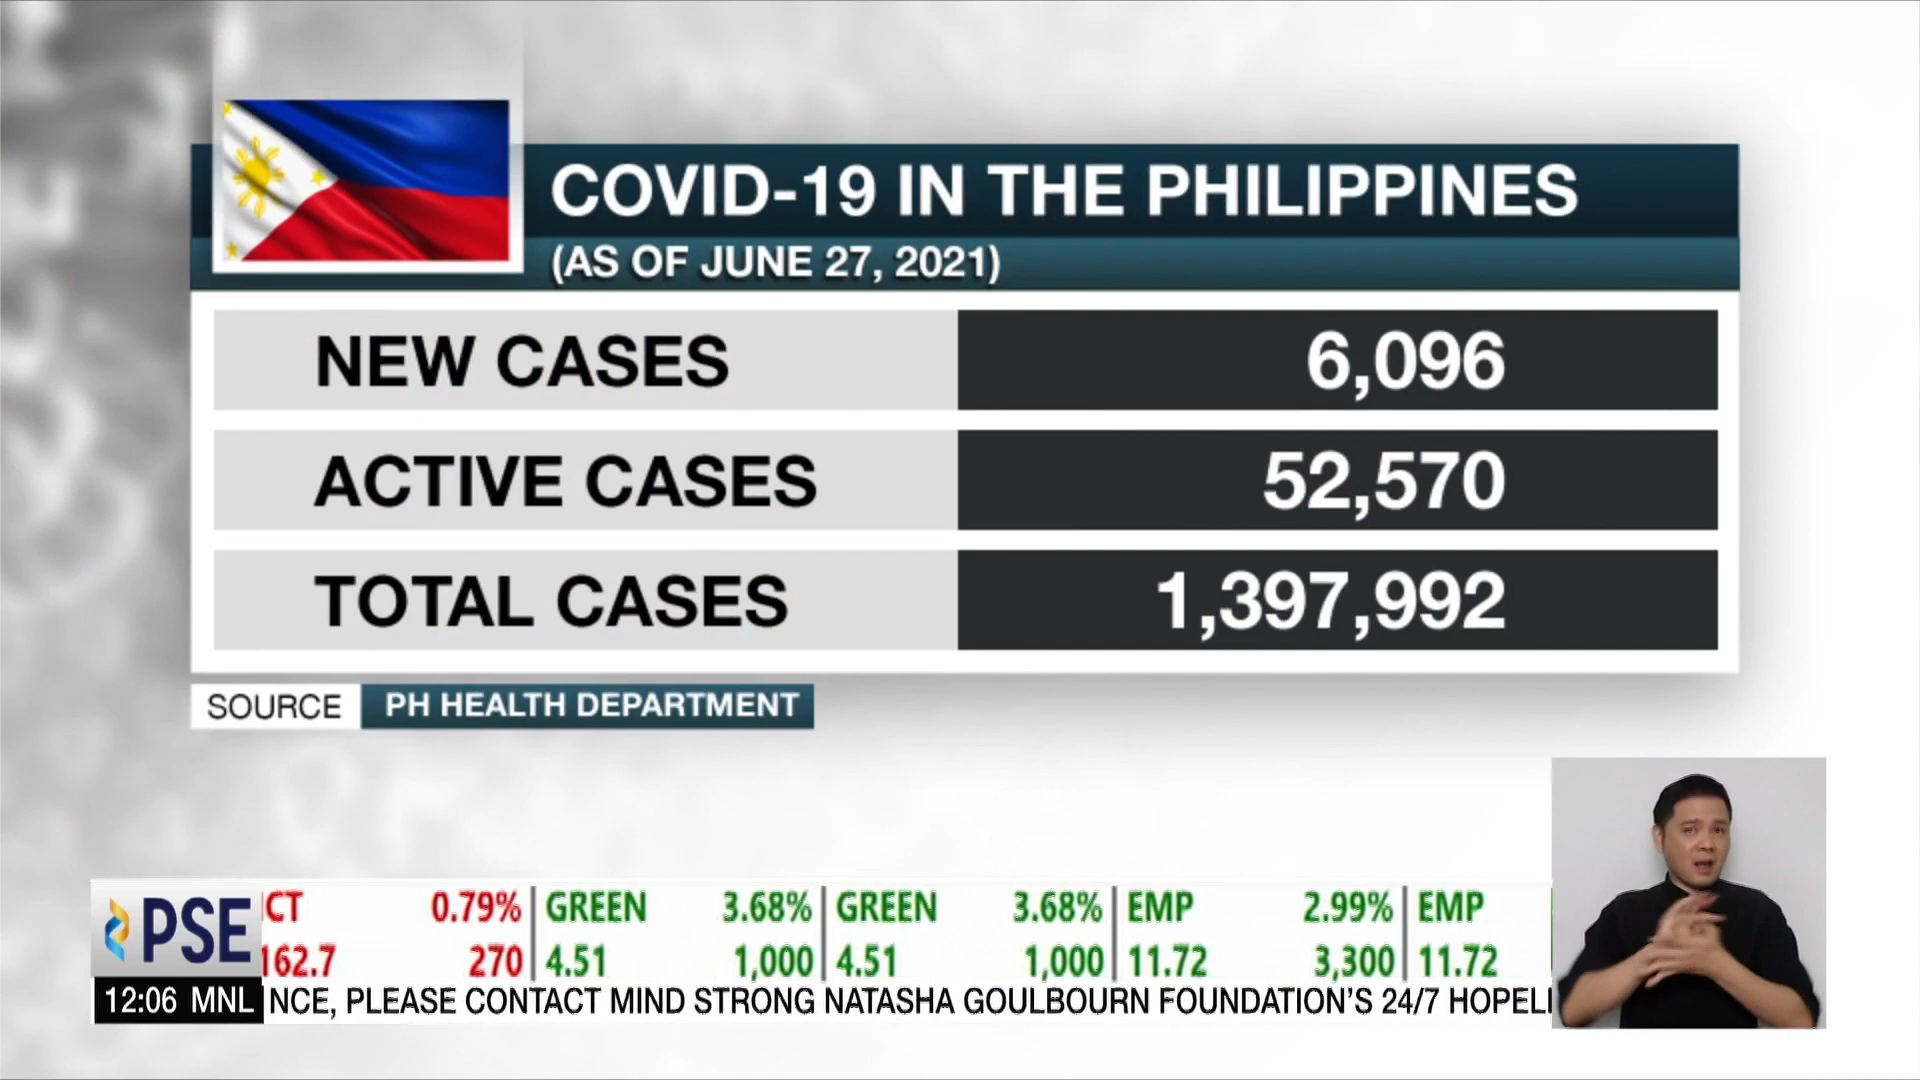 COVID-19 IN THE PHILIPPINES
(AS OF JUNE 27, 2021)
NEW CASES 6,096
ACTIVE CASES 52,570
TOTAL CASES 1,397,992
SOURCE PH HEALTH DEPARTMENT
PSE CT 0.79% GREEN 3.68% GREEN 3.68% EMP 2.99% EMP
162.7 270 4.51 1,000 4.51 1,000 11.72 3,300 11.72
12:06 MNL NCE, PLEASE CONTACT MIND STRONG NATASHA GOULBOURN FOUNDATION'S 24/7 HOPELI